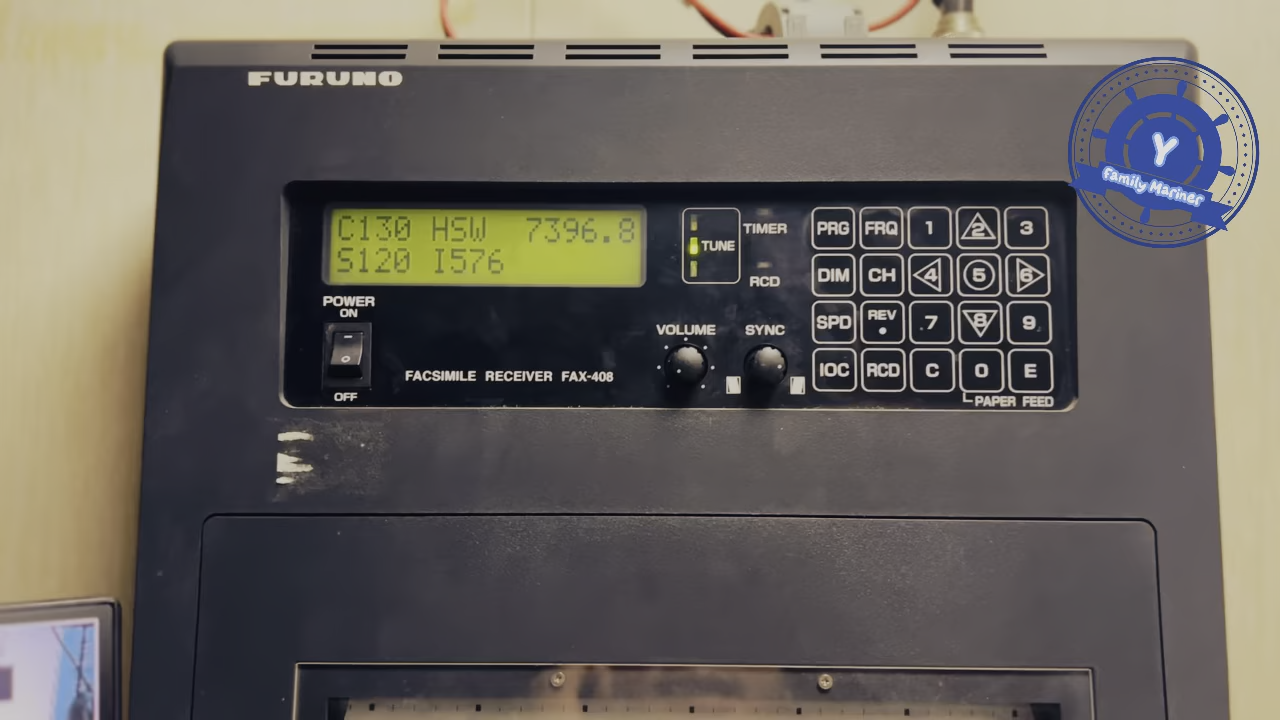 FURUNO
C130 HSW 7396.8
S120 I576
TUNE
TIMER
RCD
PRG FRQ 1 2 3
DIM CH 4 5 6
SPD REV 7 8 9
IOC RCD C 0 E
PAPER FEED
POWER
ON
OFF
VOLUME
SYNC
FACSIMILE RECEIVER FAX-408
Y
family Mariner